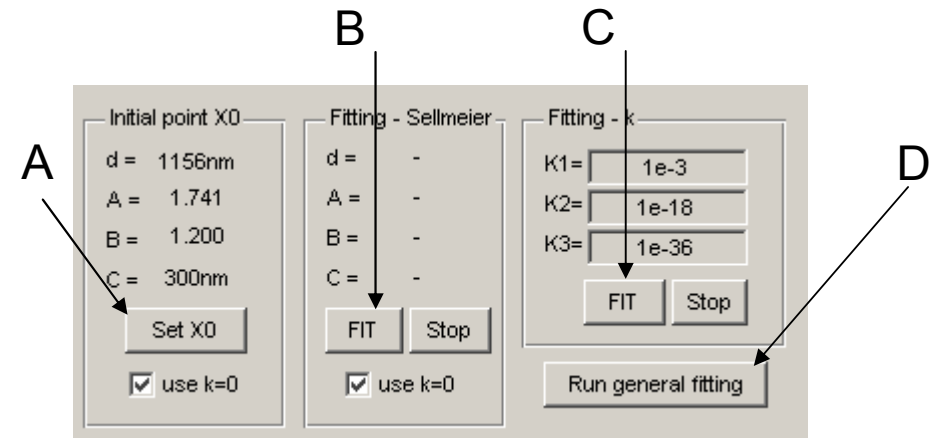 B
C
A
D
Initial point X0
d = 1156nm
A = 1.741
B = 1.200
C = 300nm
Set X0
use k=0
Fitting - Sellmeier
d = -
A = -
B = -
C = -
FIT Stop
use k=0
Fitting - k
K1= 1e-3
K2= 1e-18
K3= 1e-36
FIT Stop
Run general fitting